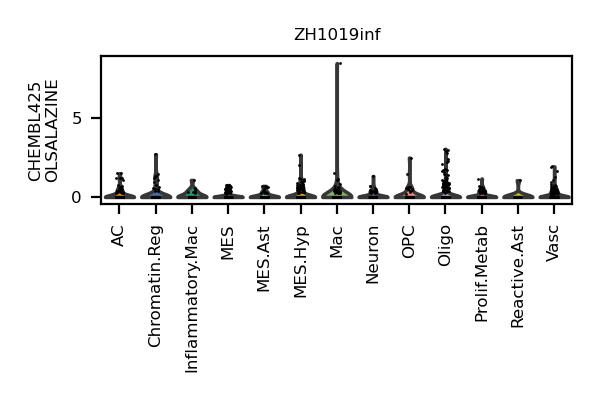 ZH1019inf
CHEMBL425
OLSALAZINE
5
0
AC
Chromatin.Reg
Inflammatory.Mac
MES
MES.Ast
MES.Hyp
Mac
Neuron
OPC
Oligo
Prolif.Metab
Reactive.Ast
Vasc